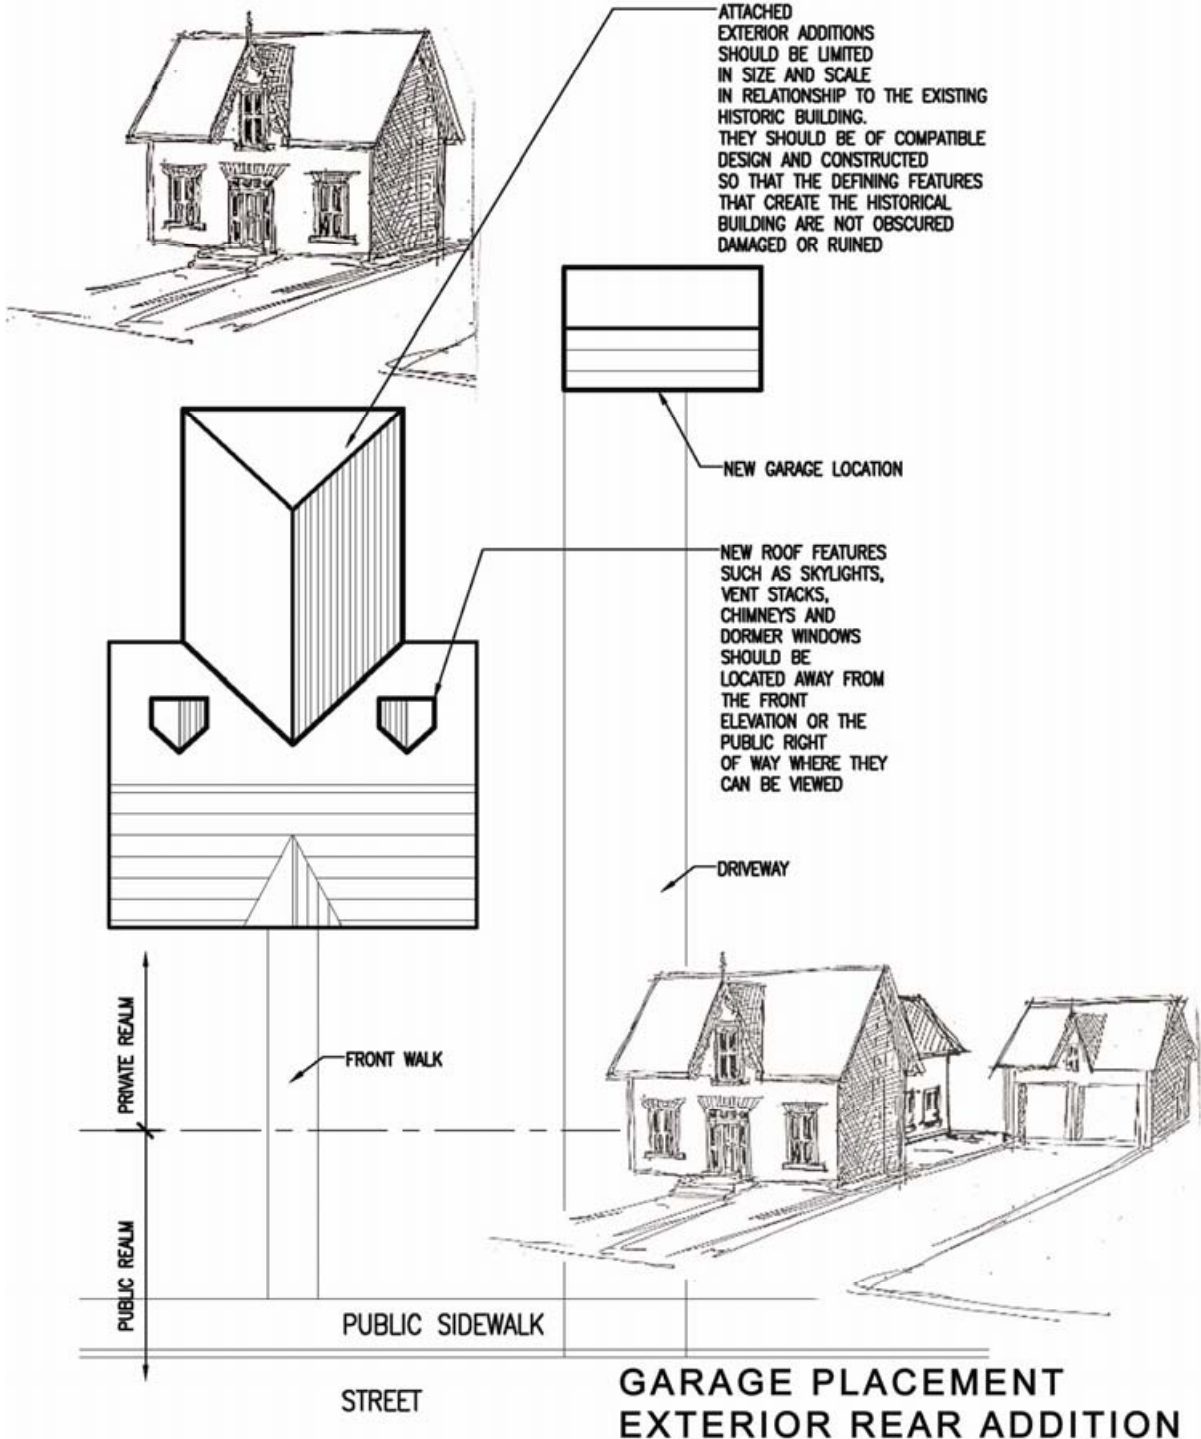 ATTACHED
EXTERIOR ADDITIONS
SHOULD BE LIMITED
IN SIZE AND SCALE
IN RELATIONSHIP TO THE EXISTING
HISTORIC BUILDING.
THEY SHOULD BE OF COMPATIBLE
DESIGN AND CONSTRUCTED
SO THAT THE DEFINING FEATURES
THAT CREATE THE HISTORICAL
BUILDING ARE NOT OBSCURED
DAMAGED OR RUINED
NEW GARAGE LOCATION
NEW ROOF FEATURES
SUCH AS SKYLIGHTS,
VENT STACKS,
CHIMNEYS AND
DORMER WINDOWS
SHOULD BE
LOCATED AWAY FROM
THE FRONT
ELEVATION OR THE
PUBLIC RIGHT
OF WAY WHERE THEY
CAN BE VIEWED
DRIVEWAY
PRIVATE REALM
FRONT WALK
PUBLIC REALM
PUBLIC SIDEWALK
STREET
GARAGE PLACEMENT
EXTERIOR REAR ADDITION